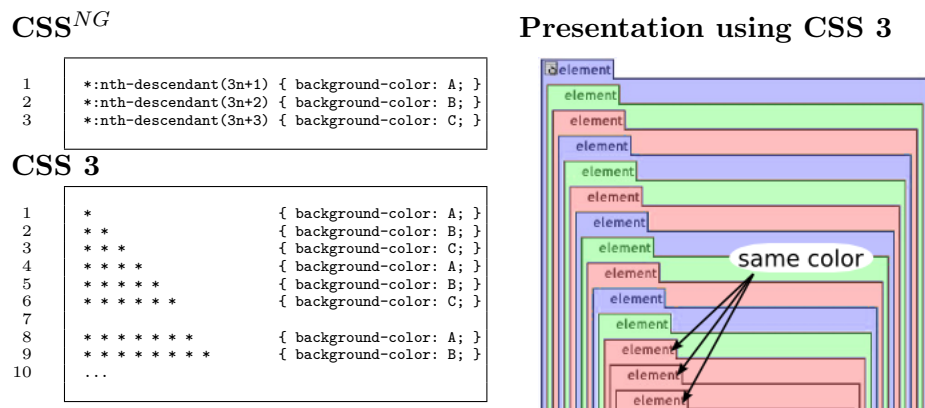 CSS^NG
1 *:nth-descendant(3n+1) { background-color: A; }
2 *:nth-descendant(3n+2) { background-color: B; }
3 *:nth-descendant(3n+3) { background-color: C; }
CSS 3
1 * { background-color: A; }
2 * * { background-color: B; }
3 * * * { background-color: C; }
4 * * * * { background-color: A; }
5 * * * * * { background-color: B; }
6 * * * * * * { background-color: C; }
7
8 * * * * * * * { background-color: A; }
9 * * * * * * * * { background-color: B; }
10 ...
Presentation using CSS 3
element
element
element
element
element
element
element
element
same color
element
element
element
element
element
element